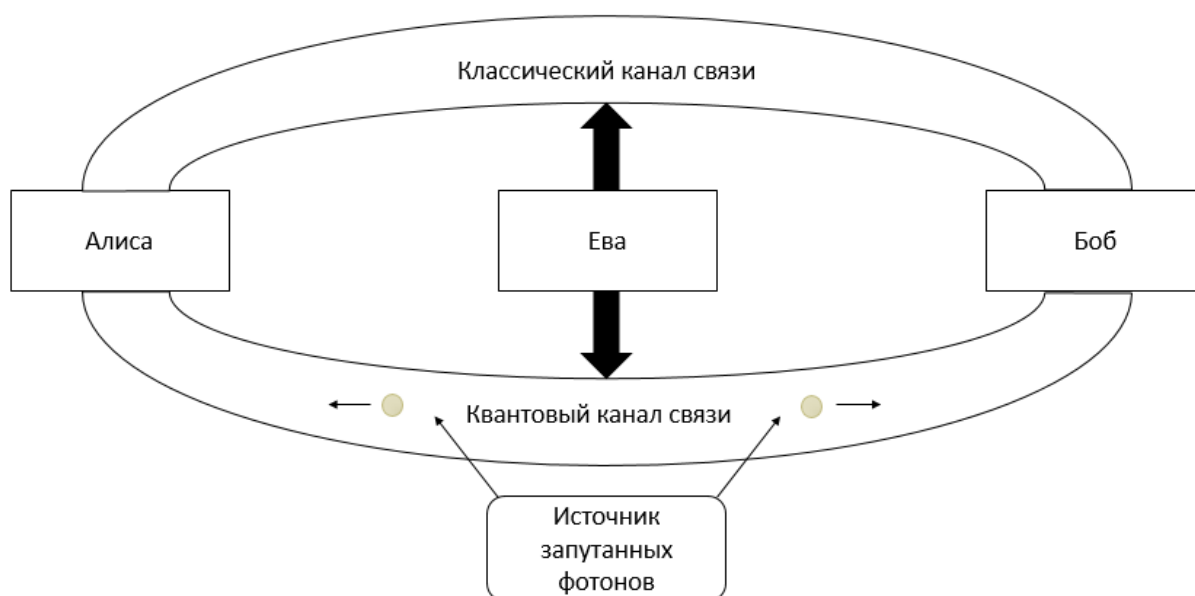 Классический канал связи
Алиса
Ева
Боб
Квантовый канал связи
Источник
запутанных
фотонов